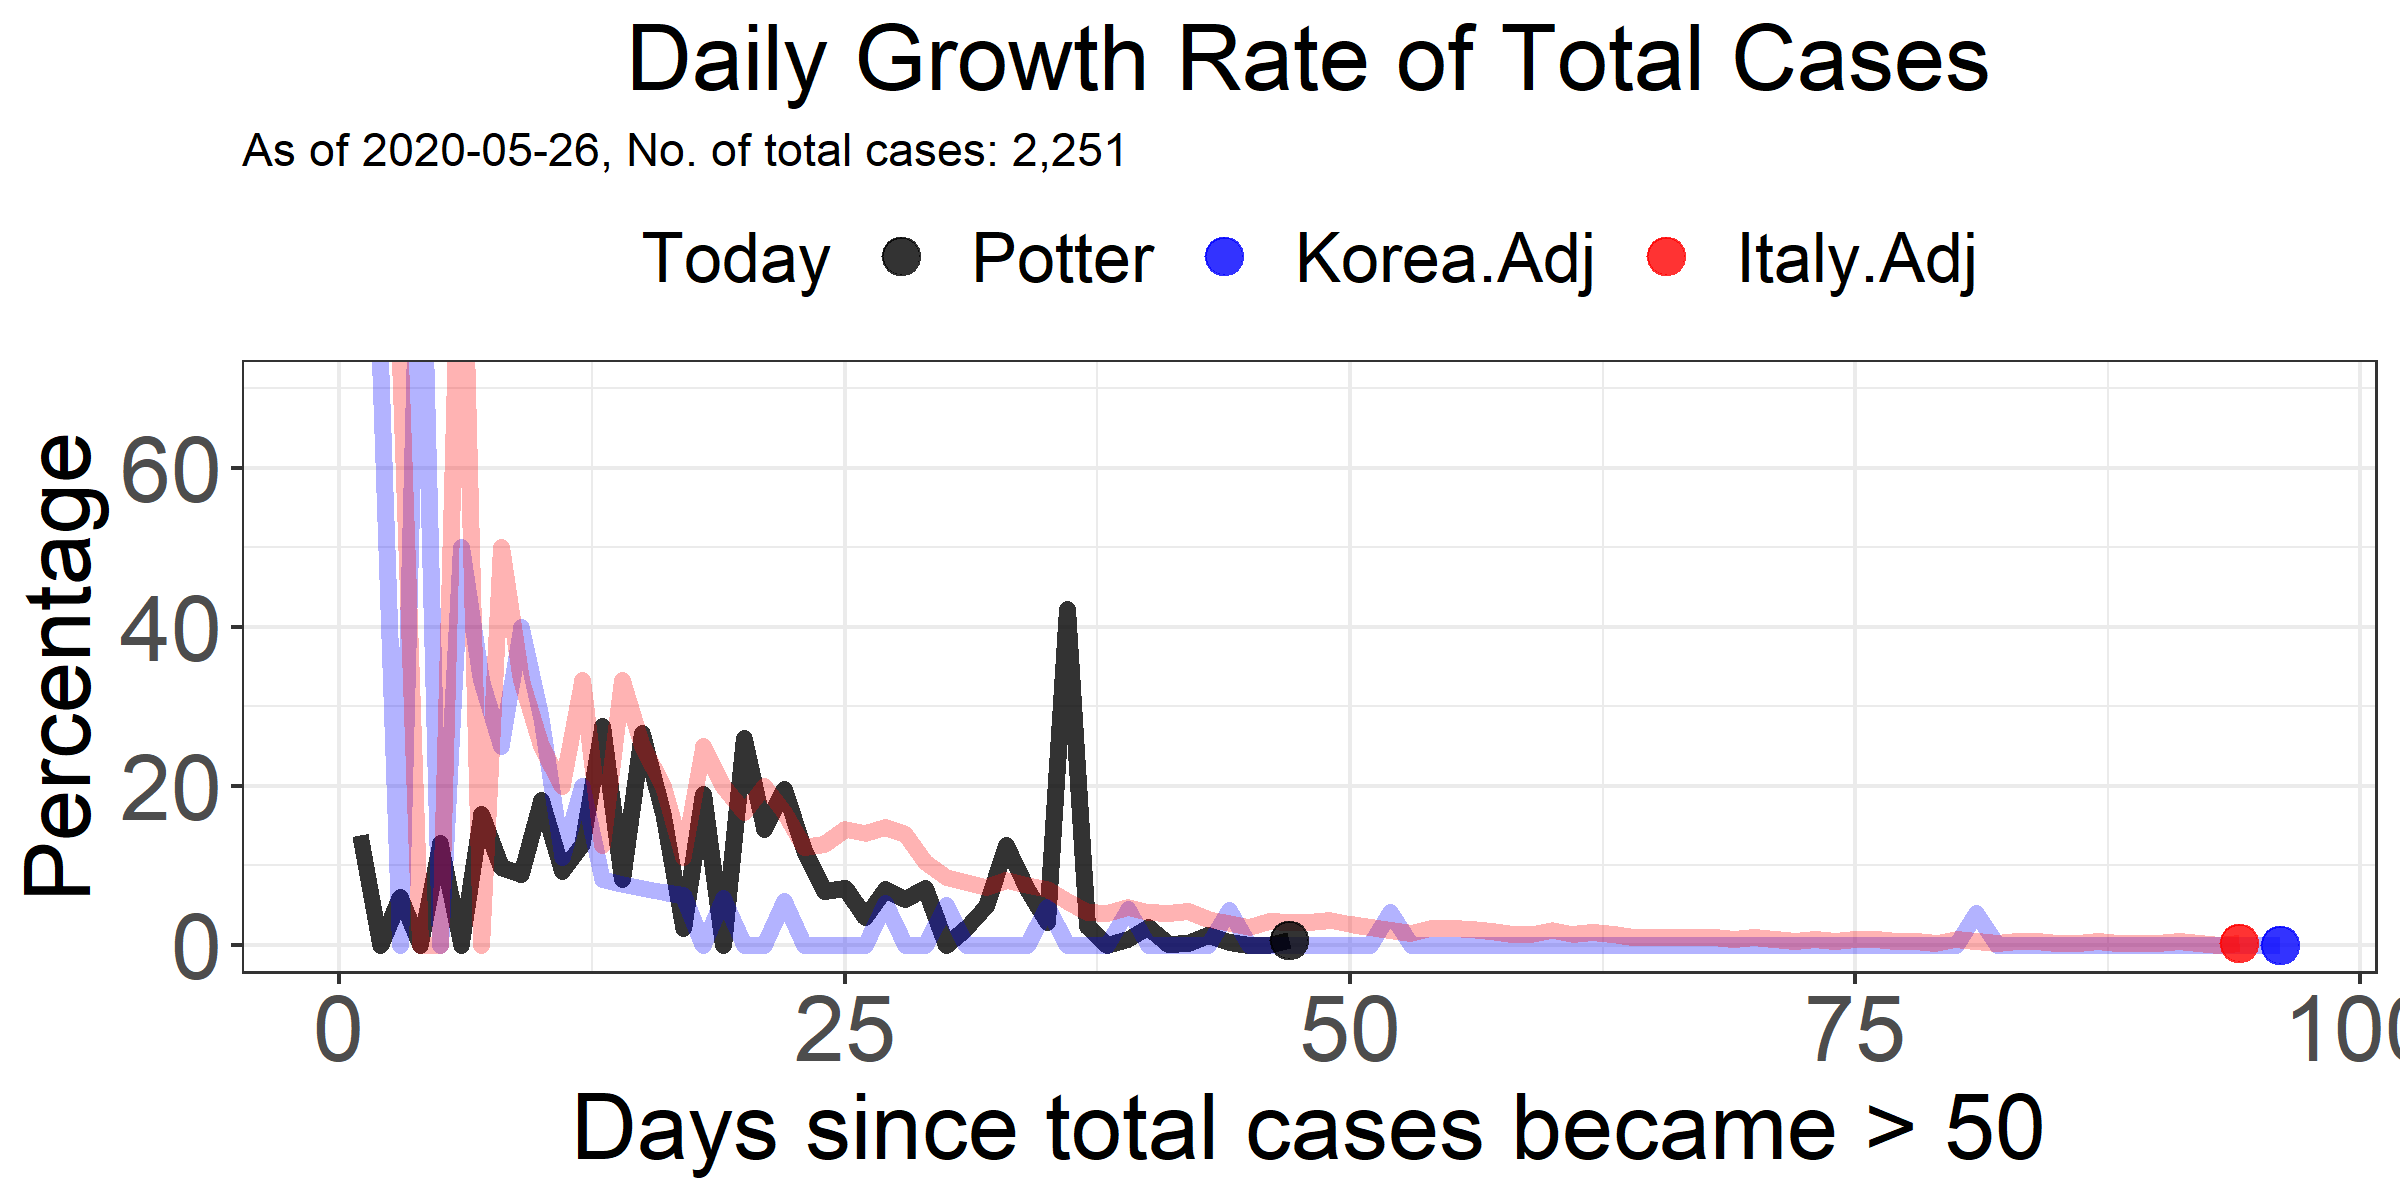 Daily Growth Rate of Total Cases
As of 2020-05-26, No. of total cases: 2,251
Today Potter Korea.Adj Italy.Adj
Percentage
60
40
20
0
0 25 50 75 100
Days since total cases became > 50